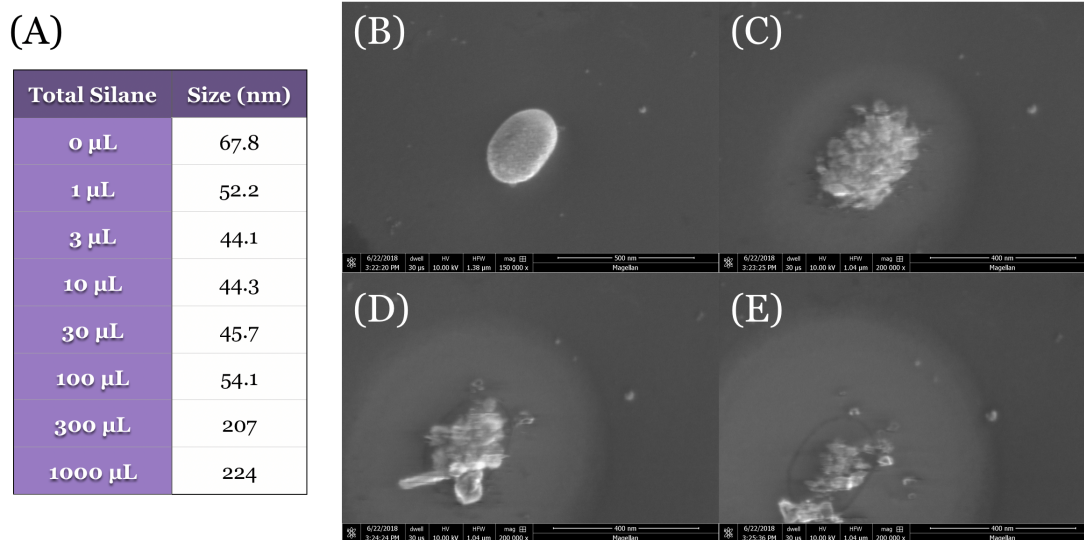 (A)
Total Silane Size (nm)
0 µL 67.8
1 µL 52.2
3 µL 44.1
10 µL 44.3
30 µL 45.7
100 µL 54.1
300 µL 207
1000 µL 224
(B)
6/22/2018 dwell HV HFW mag 500 nm
3:22:20 PM 30 µs 10.00 kV 1.38 µm 150 000 x Magellan
(C)
6/22/2018 dwell HV HFW mag 400 nm
3:23:25 PM 30 µs 10.00 kV 1.04 µm 200 000 x Magellan
(D)
6/22/2018 dwell HV HFW mag 400 nm
3:24:24 PM 30 µs 10.00 kV 1.04 µm 200 000 x Magellan
(E)
6/22/2018 dwell HV HFW mag 400 nm
3:25:36 PM 30 µs 10.00 kV 1.04 µm 200 000 x Magellan